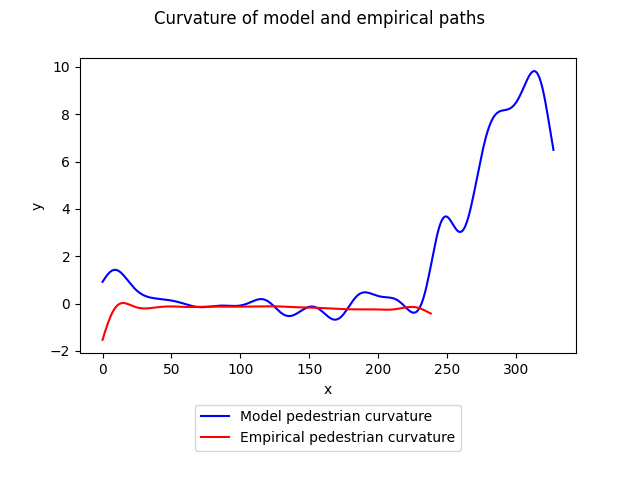 Curvature of model and empirical paths
10
8
6
4
2
0
−2
y
0 50 100 150 200 250 300
x
Model pedestrian curvature
Empirical pedestrian curvature